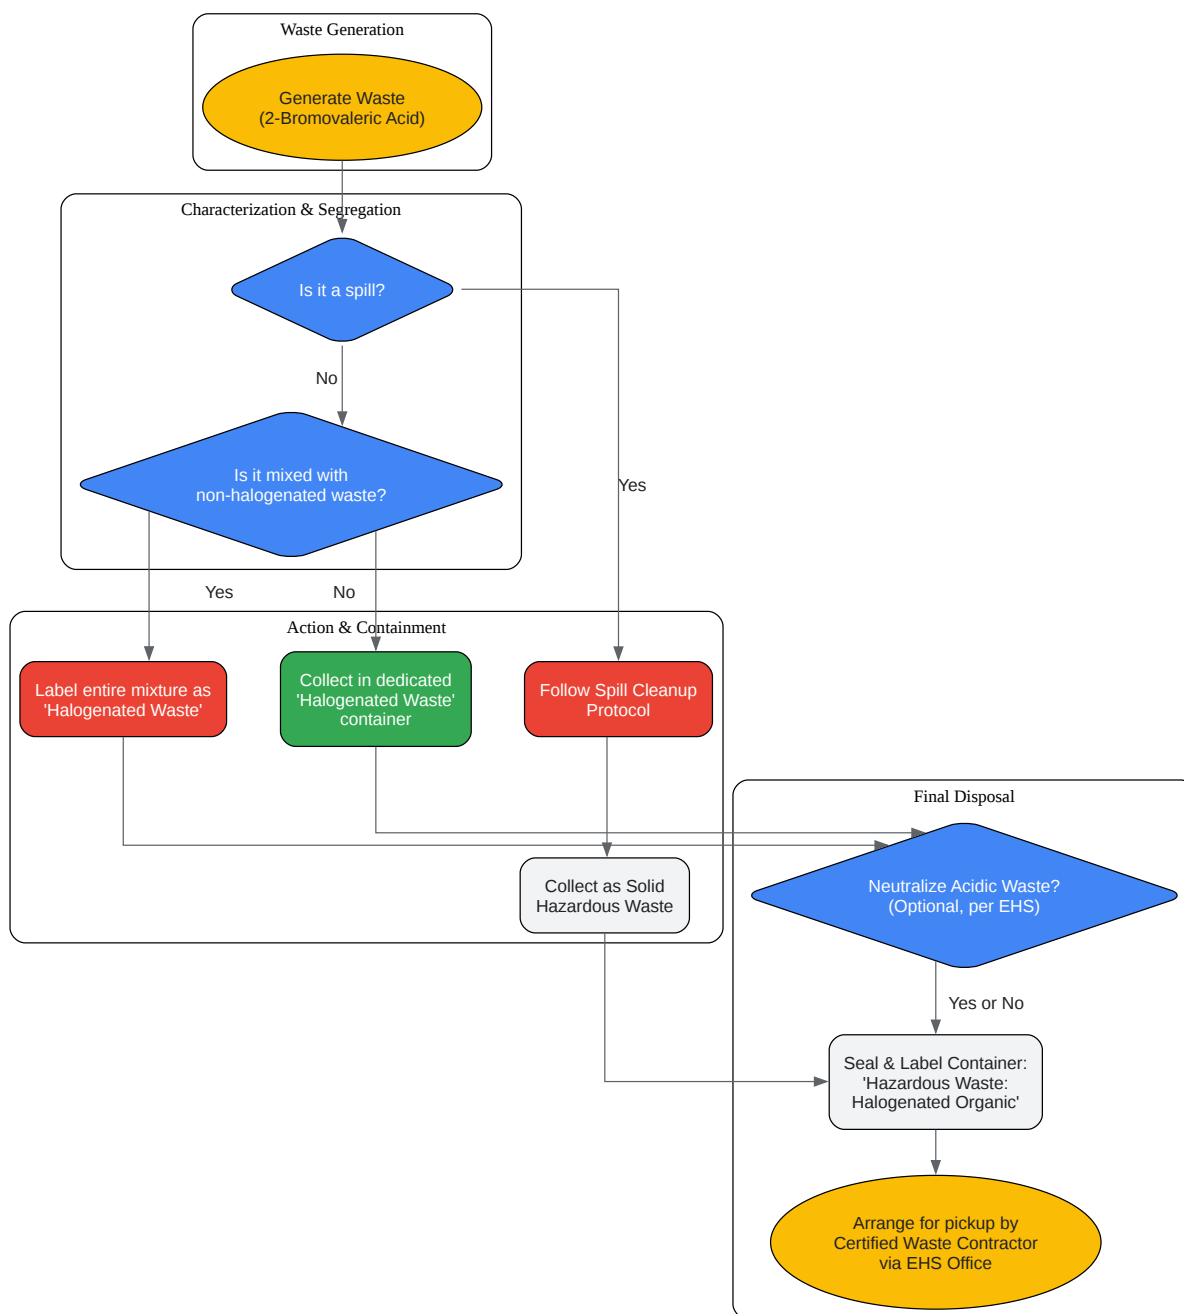 Waste Generation
Generate Waste
(2-Bromovaleric Acid)
Characterization & Segregation
Is it a spill?
No
Yes
Is it mixed with
non-halogenated waste?
Yes
No
Action & Containment
Label entire mixture as
'Halogenated Waste'
Collect in dedicated
'Halogenated Waste'
container
Follow Spill Cleanup
Protocol
Collect as Solid
Hazardous Waste
Final Disposal
Neutralize Acidic Waste?
(Optional, per EHS)
Yes or No
Seal & Label Container:
'Hazardous Waste:
Halogenated Organic'
Arrange for pickup by
Certified Waste Contractor
via EHS Office